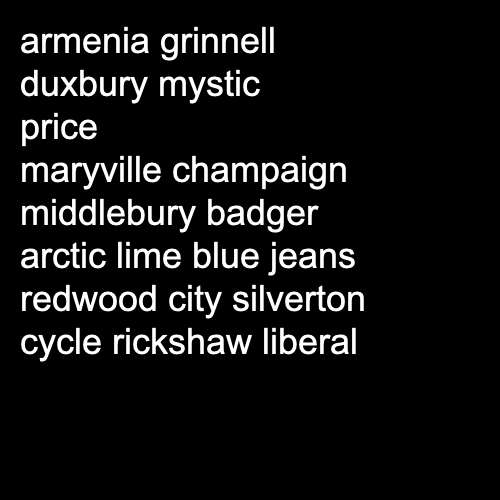 armenia grinnell
duxbury mystic
price
maryville champaign
middlebury badger
arctic lime blue jeans
redwood city silverton
cycle rickshaw liberal